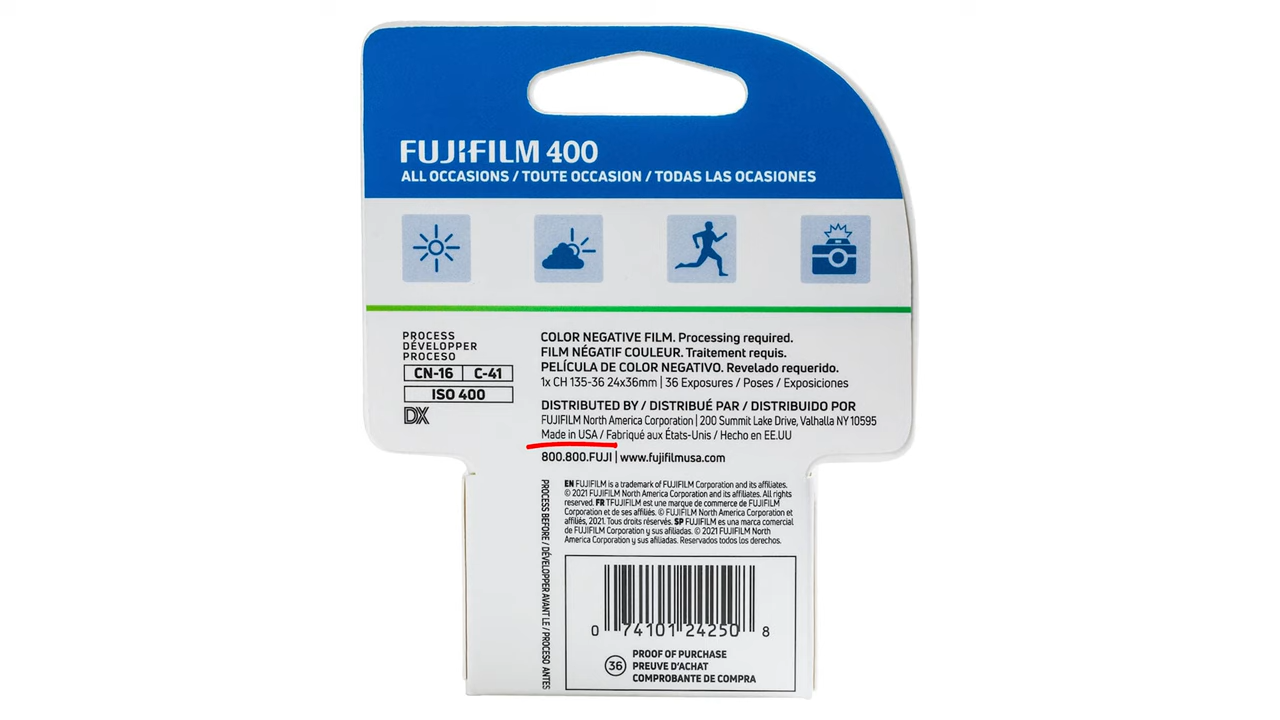 FUJIFILM 400
ALL OCCASIONS / TOUTE OCCASION / TODAS LAS OCASIONES
PROCESS
DÉVELOPPER
PROCESO
CN-16 C-41
ISO 400
DX
COLOR NEGATIVE FILM. Processing required.
FILM NÉGATIF COULEUR. Traitement requis.
PELÍCULA DE COLOR NEGATIVO. Revelado requerido.
1x CH 135-36 24x36mm | 36 Exposures / Poses / Exposiciones
DISTRIBUTED BY / DISTRIBUÉ PAR / DISTRIBUIDO POR
FUJIFILM North America Corporation | 200 Summit Lake Drive, Valhalla NY 10595
Made in USA / Fabriqué aux États-Unis / Hecho en EE.UU
800.800.FUJI | www.fujifilmusa.com
PROCESS BEFORE / DÉVELOPPER AVANT LE / PROCESO ANTES
EN FUJIFILM is a trademark of FUJIFILM Corporation and its affiliates.
© 2021 FUJIFILM North America Corporation and its affiliates. All rights
reserved. FR TFUJIFILM est une marque de commerce de FUJIFILM
Corporation et de ses affiliés. © FUJIFILM North America Corporation et
affiliés, 2021. Tous droits réservés. SP FUJIFILM es una marca comercial
de FUJIFILM Corporation y sus afiliadas. © 2021 FUJIFILM North
America Corporation y sus afiliadas. Reservados todos los derechos.
0 74101 24250 8
36
PROOF OF PURCHASE
PREUVE D'ACHAT
COMPROBANTE DE COMPRA